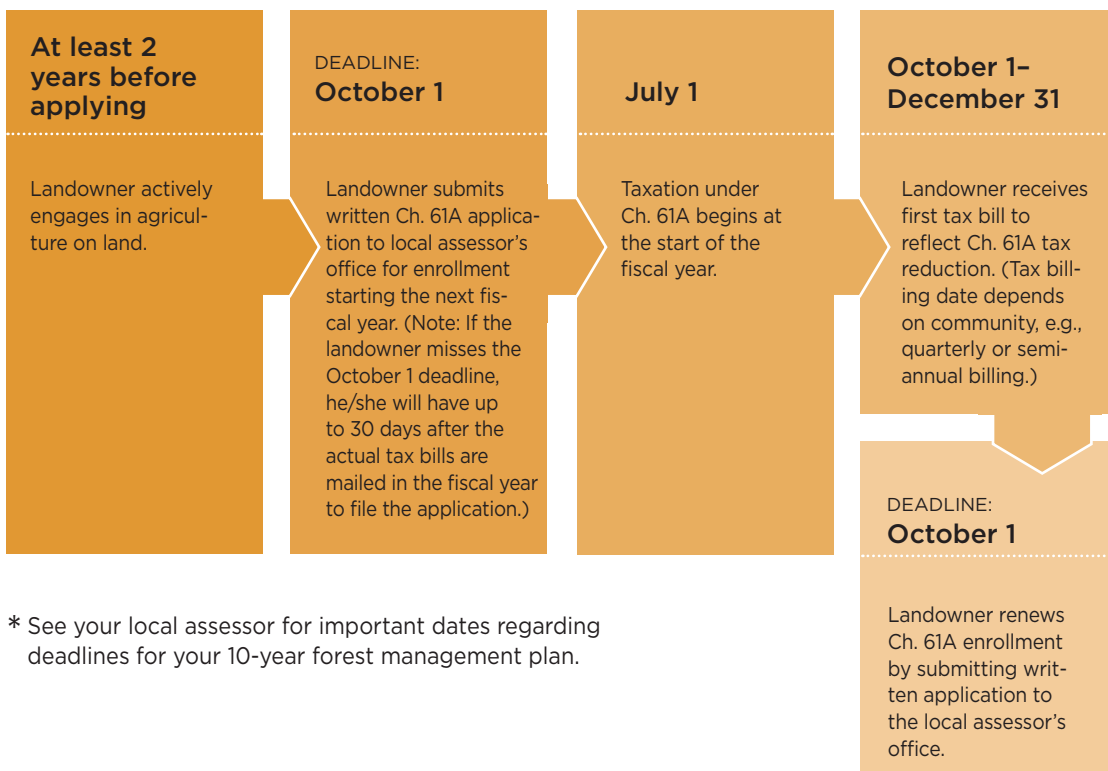 At least 2
years before
applying
Landowner actively
engages in agricul-
ture on land.
DEADLINE:
October 1
Landowner submits
written Ch. 61A applica-
tion to local assessor’s
office for enrollment
starting the next fis-
cal year. (Note: If the
landowner misses the
October 1 deadline,
he/she will have up
to 30 days after the
actual tax bills are
mailed in the fiscal year
to file the application.)
July 1
Taxation under
Ch. 61A begins at
the start of the
fiscal year.
October 1–
December 31
Landowner receives
first tax bill to
reflect Ch. 61A tax
reduction. (Tax bill-
ing date depends
on community, e.g.,
quarterly or semi-
annual billing.)
DEADLINE:
October 1
Landowner renews
Ch. 61A enrollment
by submitting writ-
ten application to
the local assessor’s
office.
* See your local assessor for important dates regarding
deadlines for your 10-year forest management plan.